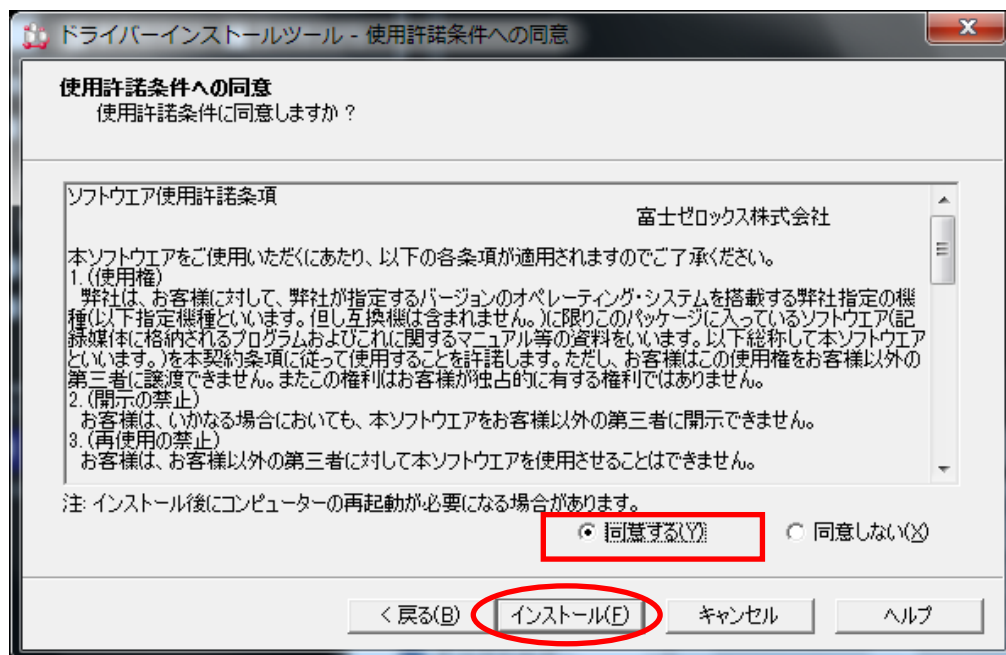 ドライバーインストールツール - 使用許諾条件への同意
使用許諾条件への同意
使用許諾条件に同意しますか？
ソフトウエア使用許諾条項
富士ゼロックス株式会社
本ソフトウエアをご使用いただくにあたり、以下の各条項が適用されますのでご了承ください。
1.(使用権)
弊社は、お客様に対して、弊社が指定するバージョンのオペレーティング・システムを搭載する弊社指定の機
種(以下指定機種といいます。但し互換機は含まれません。)に限りこのパッケージに入っているソフトウエア(記
録媒体に格納されるプログラムおよびこれに関するマニュアル等の資料をいいます。以下総称して本ソフトウエア
といいます。)を本契約条項に従って使用することを許諾します。ただし、お客様はこの使用権をお客様以外の
第三者に譲渡できません。またこの権利はお客様が独占的に有する権利ではありません。
2.(開示の禁止)
お客様は、いかなる場合においても、本ソフトウエアをお客様以外の第三者に開示できません。
3.(再使用の禁止)
お客様は、お客様以外の第三者に対して本ソフトウエアを使用させることはできません。
注: インストール後にコンピューターの再起動が必要になる場合があります。
同意する(Y) 同意しない(X)
< 戻る(B) インストール(F) キャンセル ヘルプ